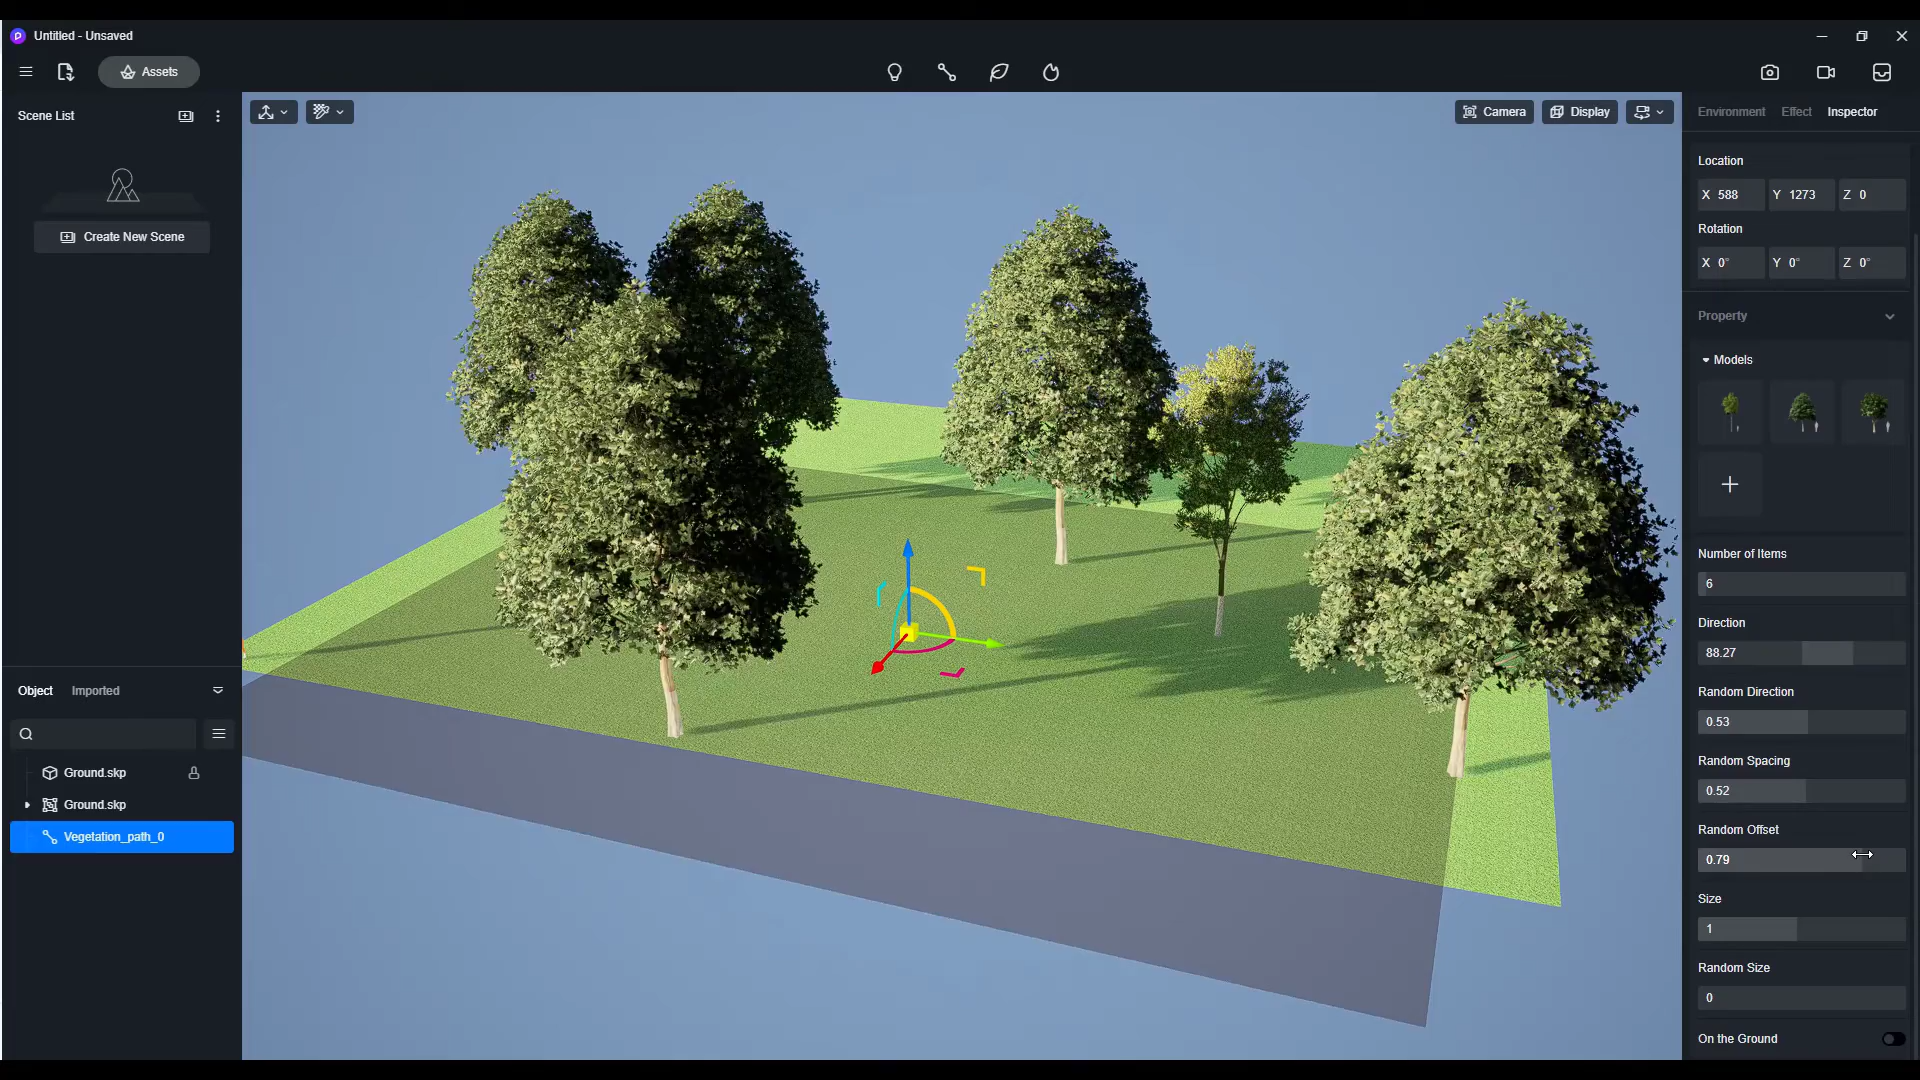 Untitled - Unsaved
Assets
Scene List
Create New Scene
Camera
Display
Environment Effect Inspector
Location
X 588 Y 1273 Z 0
Rotation
X 0° Y 0° Z 0°
Property
Models
Number of Items
6
Direction
88.27
Random Direction
0.53
Random Spacing
0.52
Random Offset
0.79
Size
1
Random Size
0
On the Ground
Object Imported
Ground.skp
Ground.skp
Vegetation_path_0